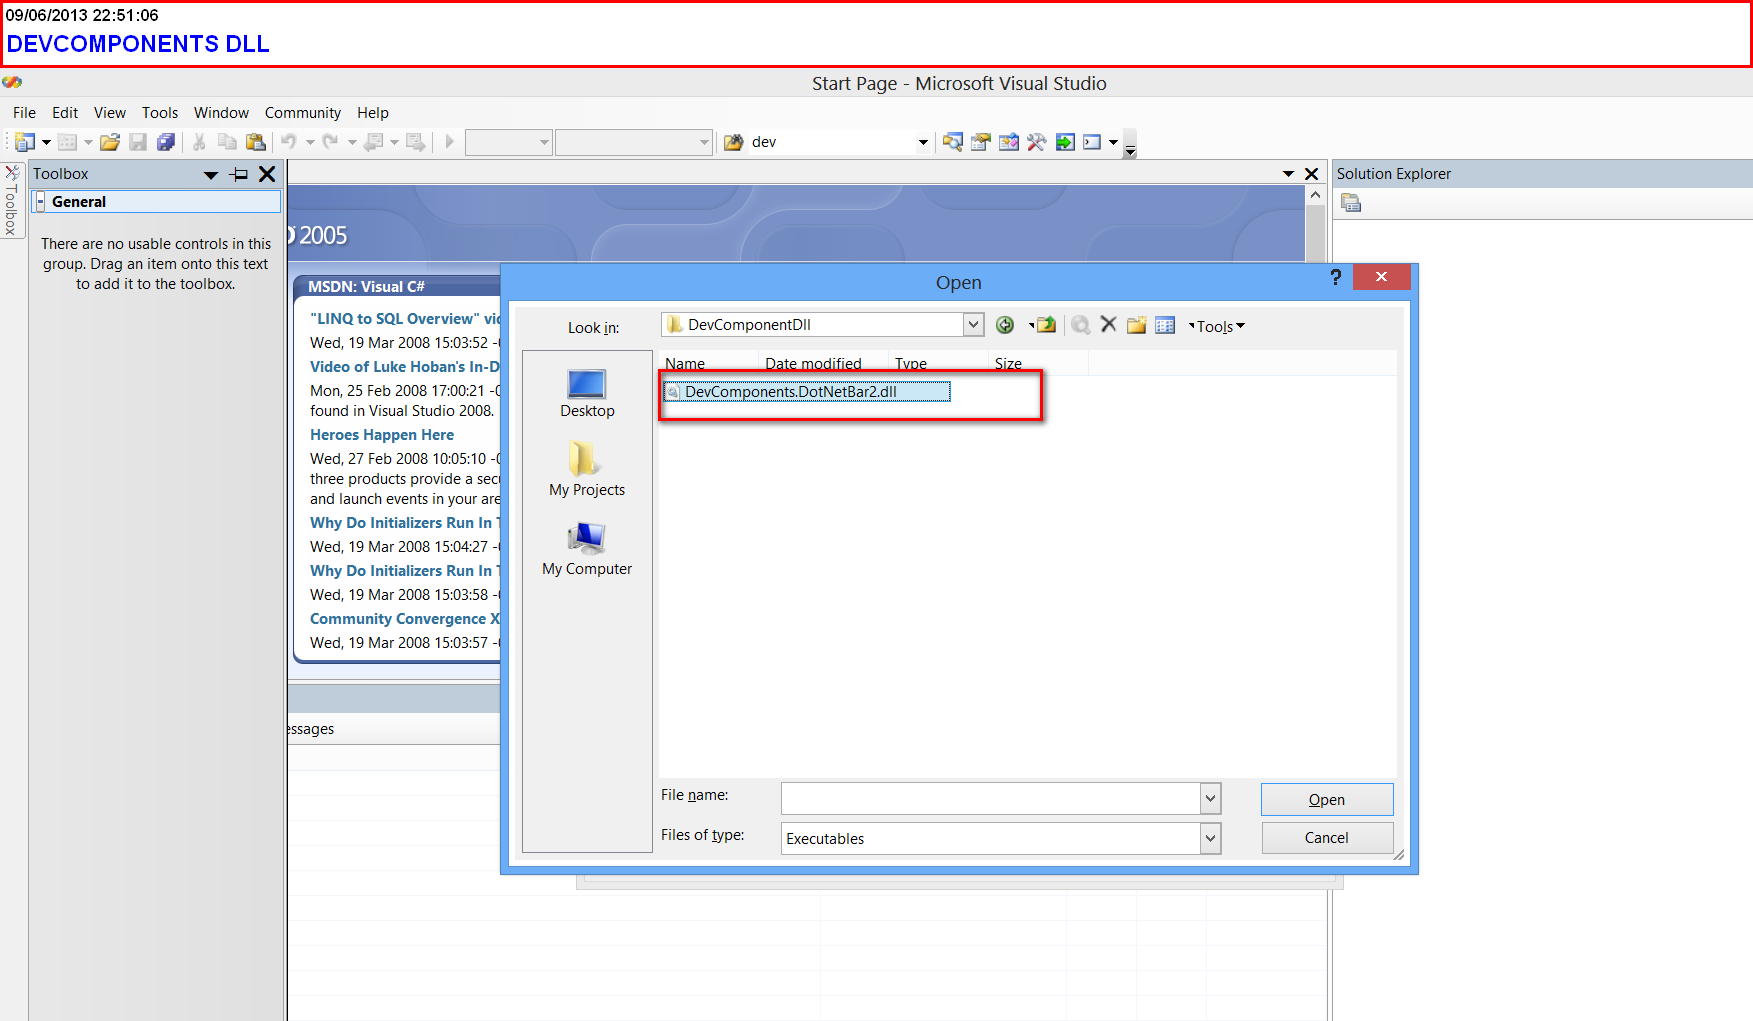 09/06/2013 22:51:06
DEVCOMPONENTS DLL
Start Page - Microsoft Visual Studio
File Edit View Tools Window Community Help
dev
Toolbox
Toolbox
General
There are no usable controls in this
group. Drag an item onto this text
to add it to the toolbox.
2005
MSDN: Visual C#
"LINQ to SQL Overview"
Wed, 19 Mar 2008 15:03:52
Video of Luke Hoban's In-D
Mon, 25 Feb 2008 17:00:21
found in Visual Studio 2008.
Heroes Happen Here
Wed, 27 Feb 2008 10:05:10
three products provide a
and launch events in your
Why Do Initializers Run In
Wed, 19 Mar 2008 15:04:27
Why Do Initializers Run In
Wed, 19 Mar 2008 15:03:58
Community Convergence X
Wed, 19 Mar 2008 15:03:57
essages
Solution Explorer
Open
?
Look in:
DevComponentDll
Tools
Desktop
My Projects
My Computer
Name Date modified Type Size
DevComponents.DotNetBar2.dll
File name:
Open
Files of type:
Executables
Cancel